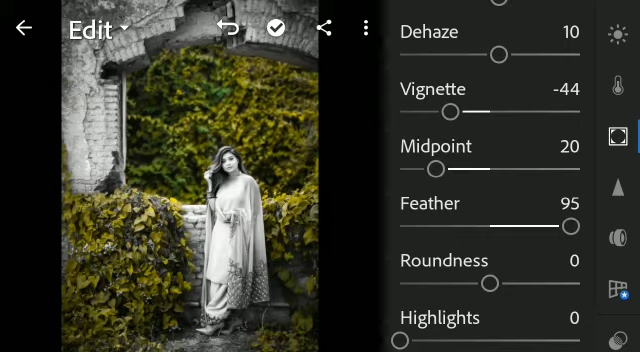 Edit
Dehaze 10
Vignette -44
Midpoint 20
Feather 95
Roundness 0
Highlights 0